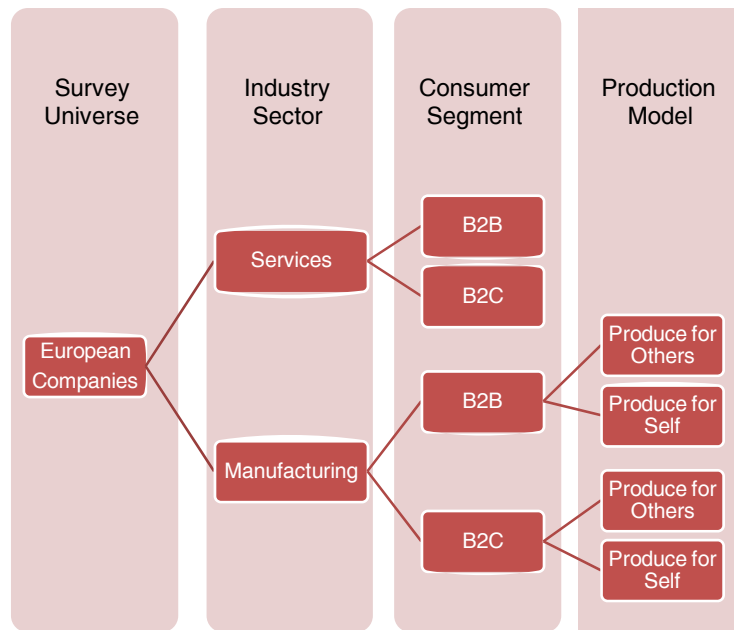 Survey
Universe
Industry
Sector
Consumer
Segment
Production
Model
European
Companies
Services
Manufacturing
B2B
B2C
B2B
B2C
Produce for
Others
Produce for
Self
Produce for
Others
Produce for
Self